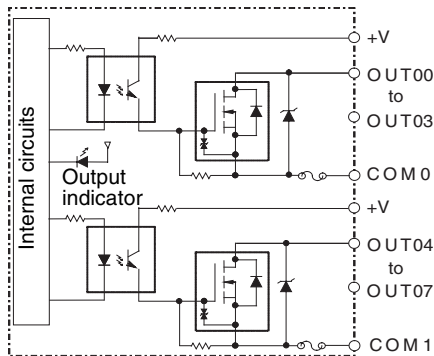 Internal circuits
+V
OUT00
to
OUT03
Output
indicator
COM0
+V
OUT04
to
OUT07
COM1